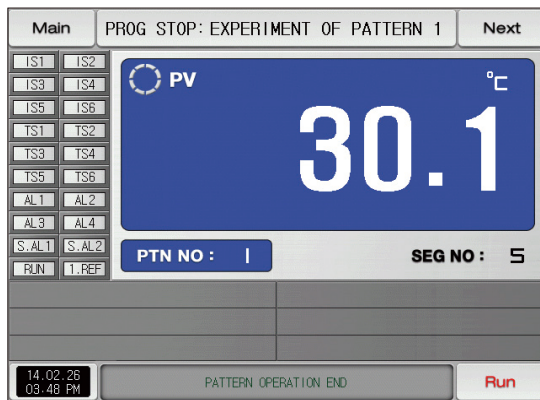 Main PROG STOP: EXPERIMENT OF PATTERN 1 Next
IS1 IS2
IS3 IS4
IS5 IS6
TS1 TS2
TS3 TS4
TS5 TS6
AL1 AL2
AL3 AL4
S.AL1 S.AL2
RUN 1.REF
PV °C
30.1
PTN NO : 1 SEG NO : 5
14.02.26
03.48 PM
PATTERN OPERATION END
Run